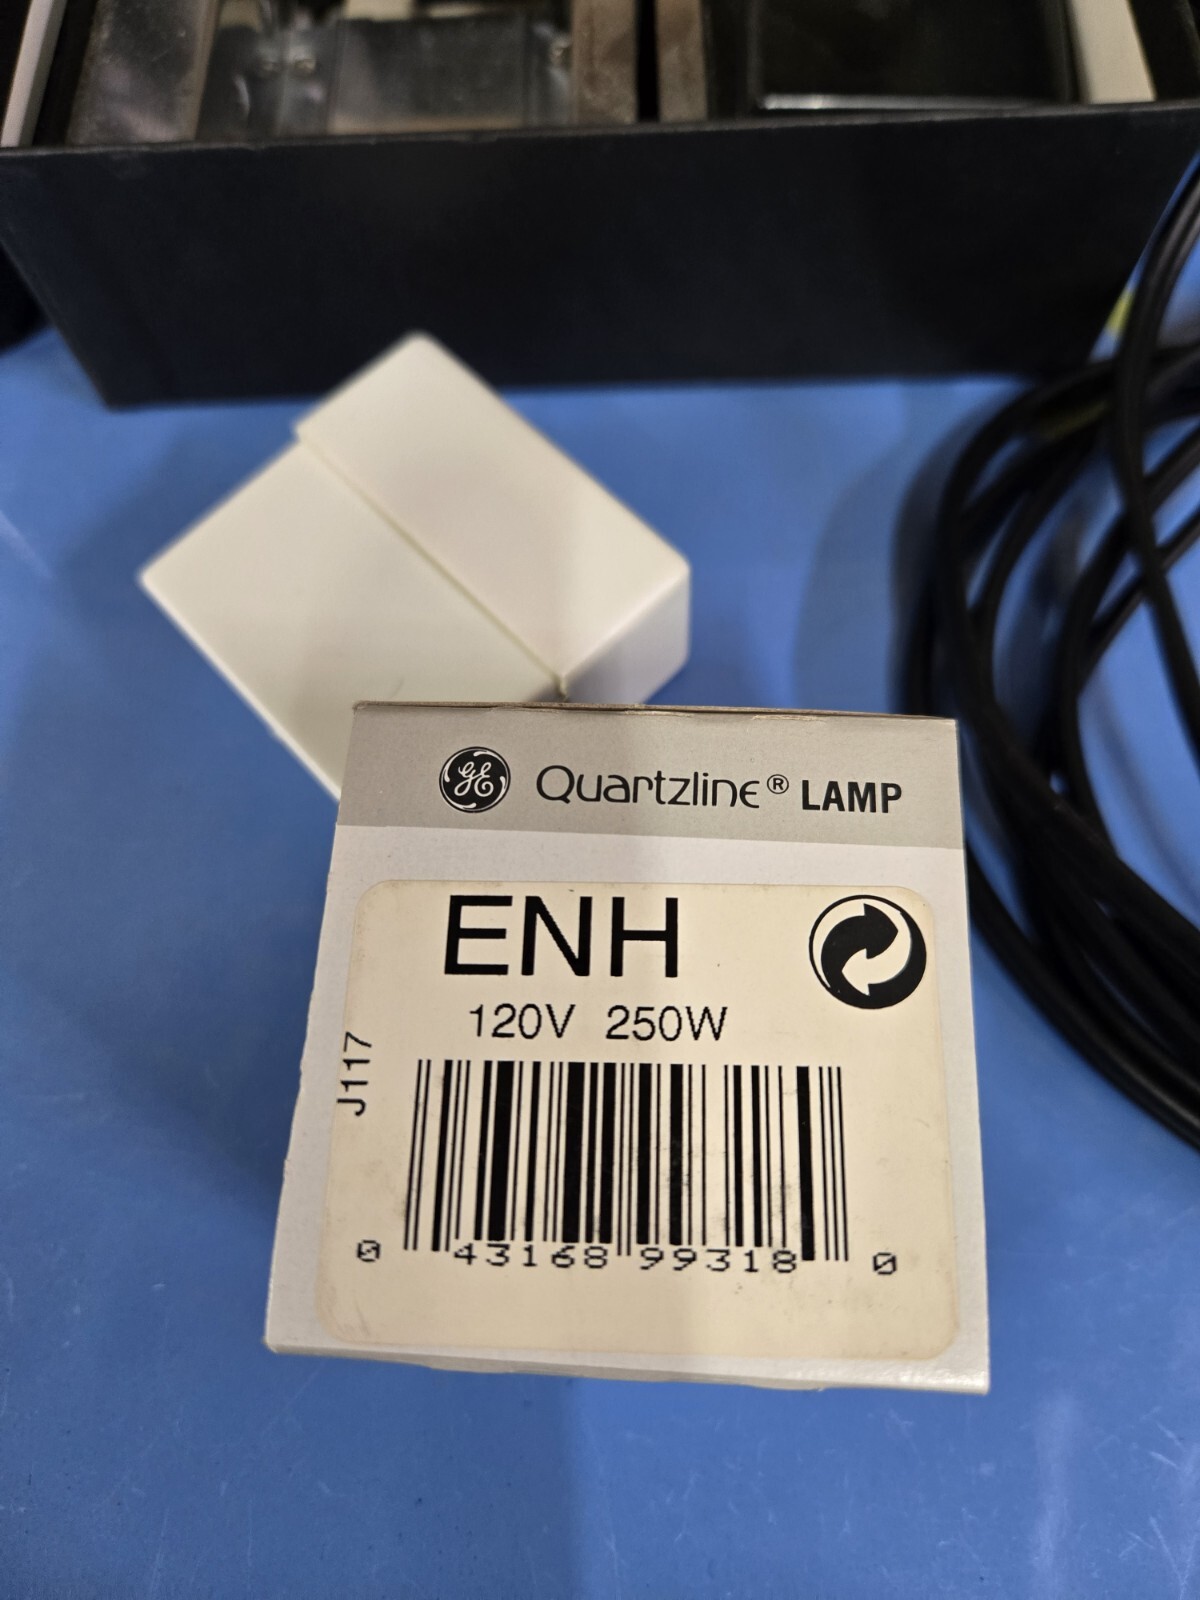 GE Quartzline® LAMP
ENH
120V 250W
J117
0 43168 99318 0